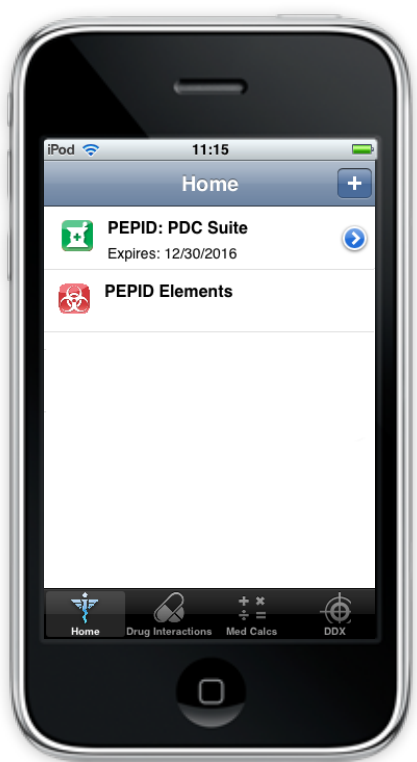 iPod 11:15
Home
PEPID: PDC Suite
Expires: 12/30/2016
PEPID Elements
Home Drug Interactions Med Calcs DDX